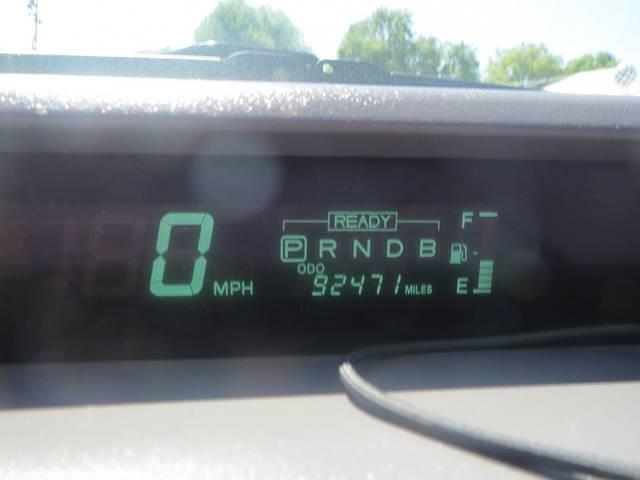 READY
F
P R N D B
0 MPH
ODO
92471 MILES
E